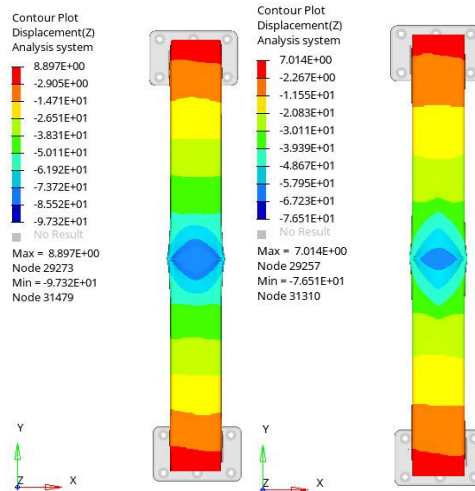 Contour Plot
Displacement(Z)
Analysis system
8.897E+00
-2.905E+00
-1.471E+01
-2.651E+01
-3.831E+01
-5.011E+01
-6.192E+01
-7.372E+01
-8.552E+01
-9.732E+01
No Result
Max = 8.897E+00
Node 29273
Min = -9.732E+01
Node 31479
Y
Z
X
Contour Plot
Displacement(Z)
Analysis system
7.014E+00
-2.267E+00
-1.155E+01
-2.083E+01
-3.011E+01
-3.939E+01
-4.867E+01
-5.795E+01
-6.723E+01
-7.651E+01
No Result
Max = 7.014E+00
Node 29257
Min = -7.651E+01
Node 31310
Y
Z
X